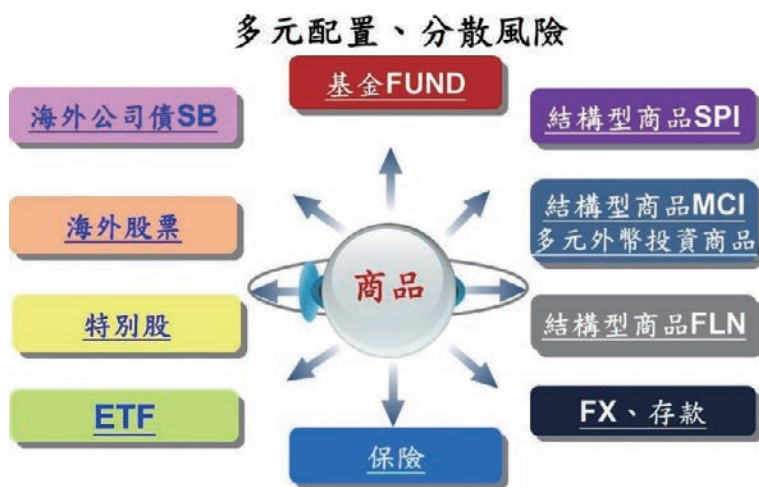 多元配置、分散風險
基金FUND
海外公司債SB
結構型商品SPI
海外股票
結構型商品MCI
多元外幣投資商品
商品
特別股
結構型商品FLN
ETF
FX、存款
保險